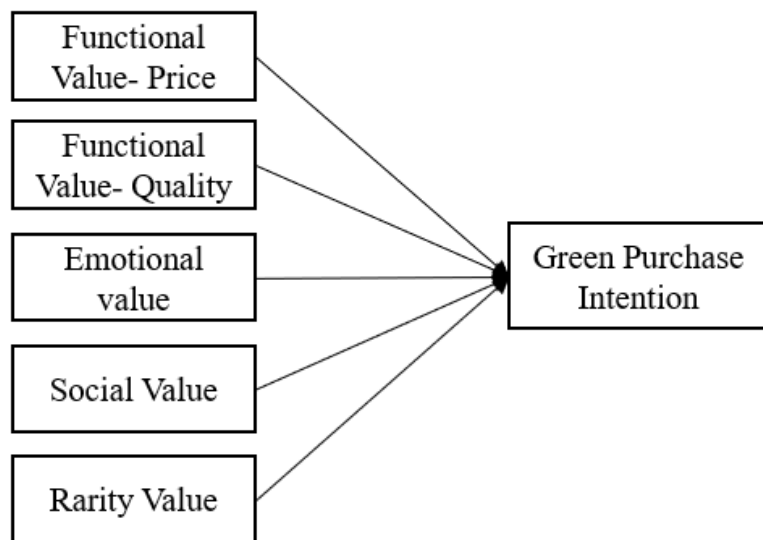 Functional
Value- Price
Functional
Value- Quality
Emotional
value
Social Value
Rarity Value
Green Purchase
Intention